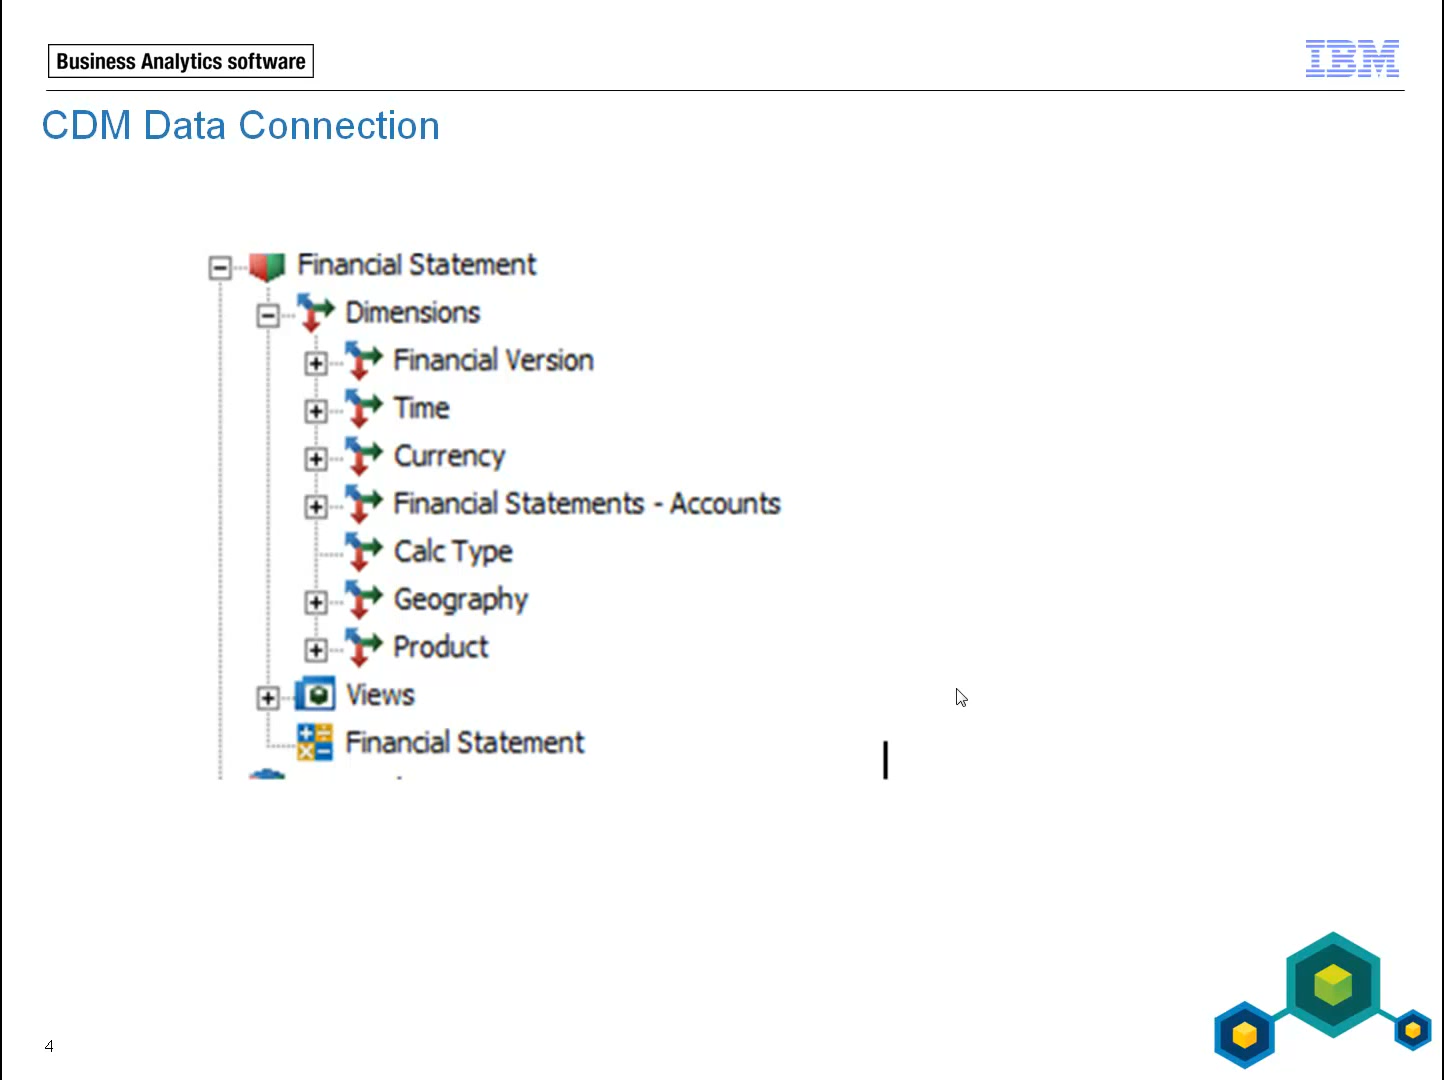 Business Analytics software
IBM
CDM Data Connection
Financial Statement
Dimensions
Financial Version
Time
Currency
Financial Statements - Accounts
Calc Type
Geography
Product
Views
Financial Statement
4